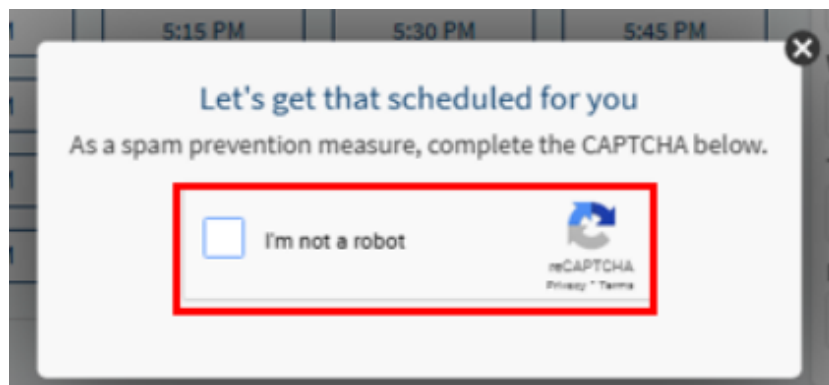 5:15 PM 5:30 PM 5:45 PM
Let's get that scheduled for you
As a spam prevention measure, complete the CAPTCHA below.
I'm not a robot
reCAPTCHA
Privacy - Terms